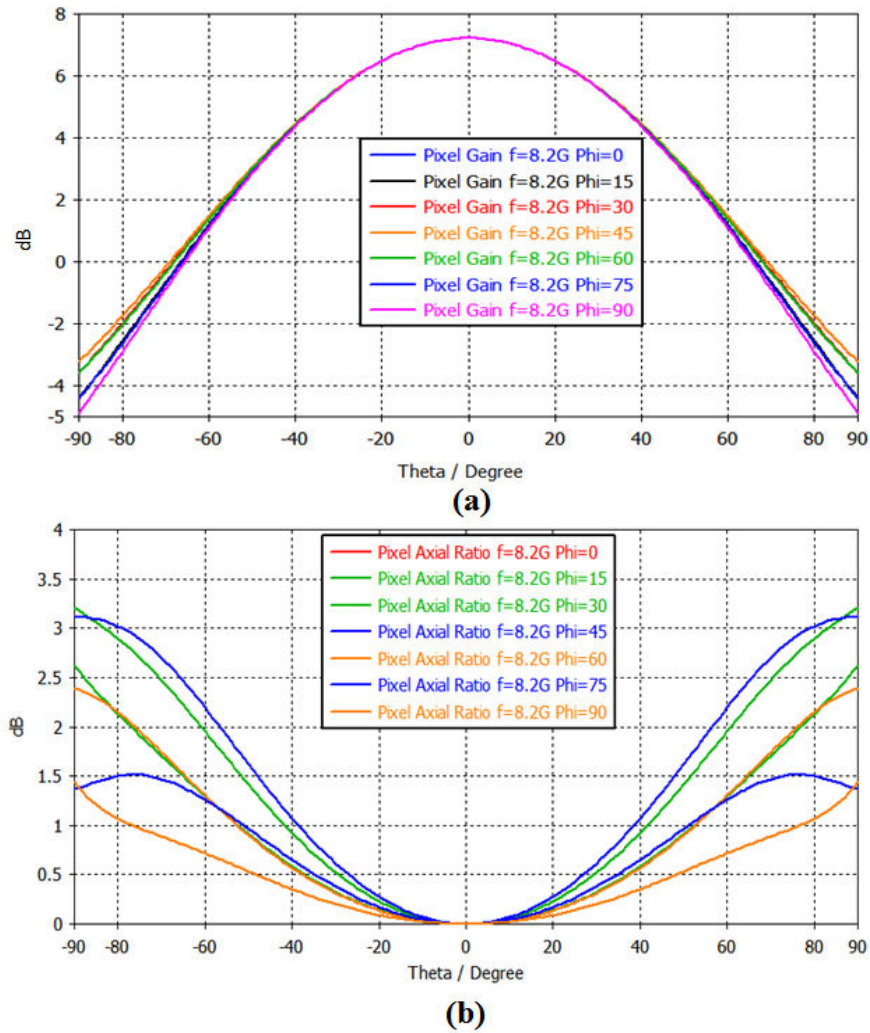 8
6
4
2
0
-2
-4
-5
dB
Pixel Gain f=8.2G Phi=0
Pixel Gain f=8.2G Phi=15
Pixel Gain f=8.2G Phi=30
Pixel Gain f=8.2G Phi=45
Pixel Gain f=8.2G Phi=60
Pixel Gain f=8.2G Phi=75
Pixel Gain f=8.2G Phi=90
-90 -80 -60 -40 -20 0 20 40 60 80 90
Theta / Degree
(a)
4
3.5
3
2.5
2
1.5
1
0.5
0
dB
Pixel Axial Ratio f=8.2G Phi=0
Pixel Axial Ratio f=8.2G Phi=15
Pixel Axial Ratio f=8.2G Phi=30
Pixel Axial Ratio f=8.2G Phi=45
Pixel Axial Ratio f=8.2G Phi=60
Pixel Axial Ratio f=8.2G Phi=75
Pixel Axial Ratio f=8.2G Phi=90
-90 -80 -60 -40 -20 0 20 40 60 80 90
Theta / Degree
(b)